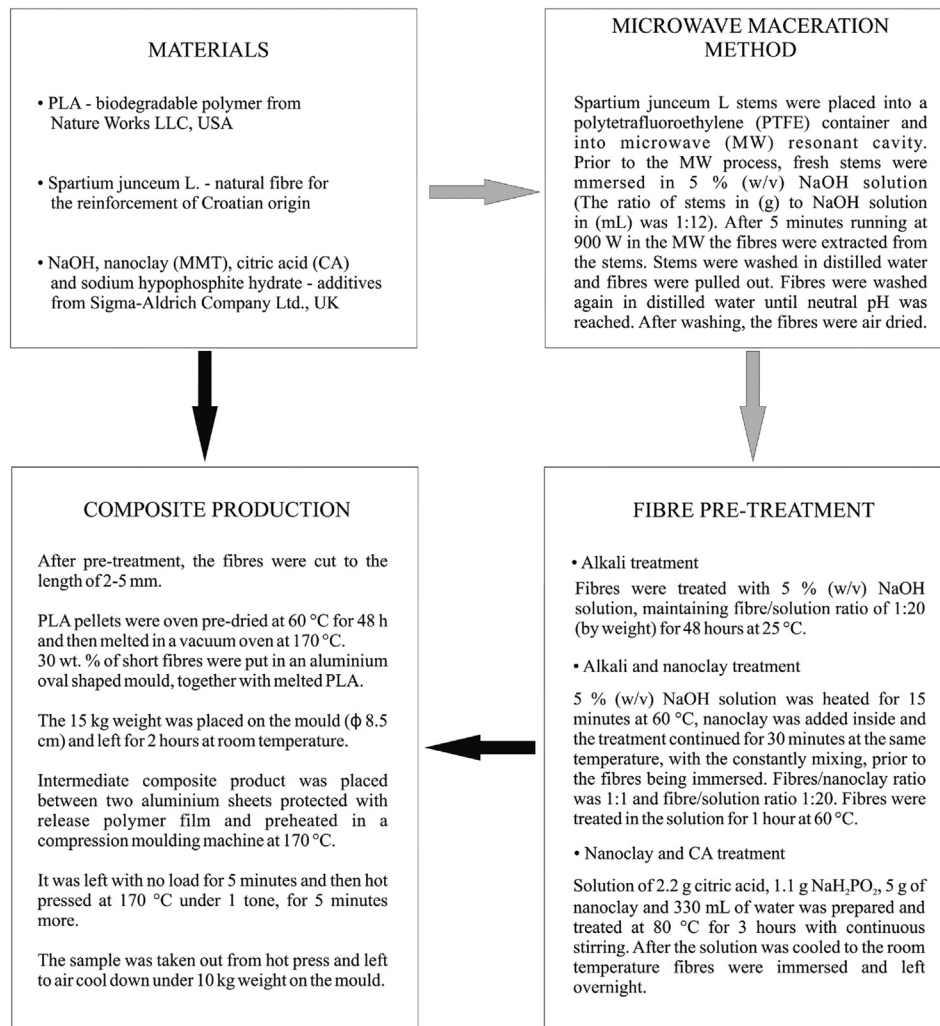 MATERIALS
• PLA - biodegradable polymer from
Nature Works LLC, USA
• Spartium junceum L. - natural fibre for
the reinforcement of Croatian origin
• NaOH, nanoclay (MMT), citric acid (CA)
and sodium hypophosphite hydrate - additives
from Sigma-Aldrich Company Ltd., UK
MICROWAVE MACERATION
METHOD
Spartium junceum L stems were placed into a
polytetrafluoroethylene (PTFE) container and
into microwave (MW) resonant cavity.
Prior to the MW process, fresh stems were
mmersed in 5 % (w/v) NaOH solution
(The ratio of stems in (g) to NaOH solution
in (mL) was 1:12). After 5 minutes running at
900 W in the MW the fibres were extracted from
the stems. Stems were washed in distilled water
and fibres were pulled out. Fibres were washed
again in distilled water until neutral pH was
reached. After washing, the fibres were air dried.
FIBRE PRE-TREATMENT
• Alkali treatment
Fibres were treated with 5 % (w/v) NaOH
solution, maintaining fibre/solution ratio of 1:20
(by weight) for 48 hours at 25 °C.
• Alkali and nanoclay treatment
5 % (w/v) NaOH solution was heated for 15
minutes at 60 °C, nanoclay was added inside and
the treatment continued for 30 minutes at the same
temperature, with the constantly mixing, prior to
the fibres being immersed. Fibres/nanoclay ratio
was 1:1 and fibre/solution ratio 1:20. Fibres were
treated in the solution for 1 hour at 60 °C.
• Nanoclay and CA treatment
Solution of 2.2 g citric acid, 1.1 g NaH₂PO₂, 5 g of
nanoclay and 330 mL of water was prepared and
treated at 80 °C for 3 hours with continuous
stirring. After the solution was cooled to the room
temperature fibres were immersed and left
overnight.
COMPOSITE PRODUCTION
After pre-treatment, the fibres were cut to the
length of 2-5 mm.
PLA pellets were oven pre-dried at 60 °C for 48 h
and then melted in a vacuum oven at 170 °C.
30 wt. % of short fibres were put in an aluminium
oval shaped mould, together with melted PLA.
The 15 kg weight was placed on the mould (ϕ 8.5
cm) and left for 2 hours at room temperature.
Intermediate composite product was placed
between two aluminium sheets protected with
release polymer film and preheated in a
compression moulding machine at 170 °C.
It was left with no load for 5 minutes and then hot
pressed at 170 °C under 1 tone, for 5 minutes
more.
The sample was taken out from hot press and left
to air cool down under 10 kg weight on the mould.